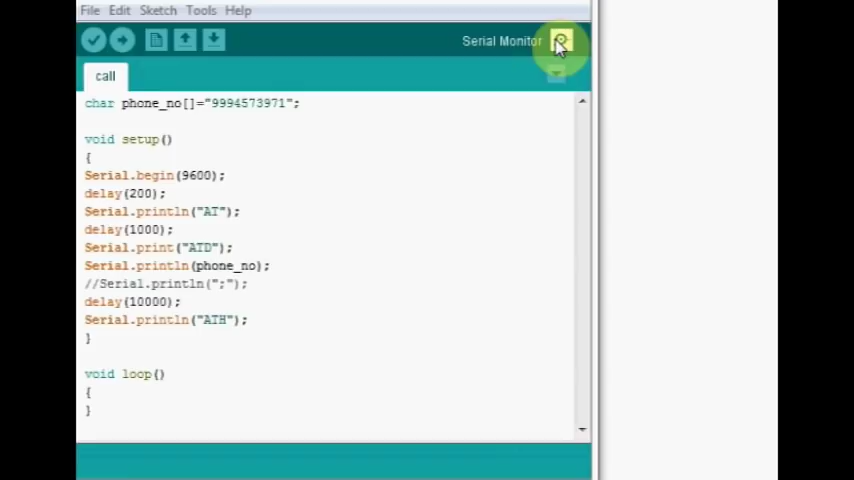 File Edit Sketch Tools Help
Serial Monitor
call
char phone_no[]="9994573971";
void setup()
{
Serial.begin(9600);
delay(200);
Serial.println("AT");
delay(1000);
Serial.print("ATD");
Serial.println(phone_no);
//Serial.println(";");
delay(10000);
Serial.println("ATH");
}
void loop()
{
}